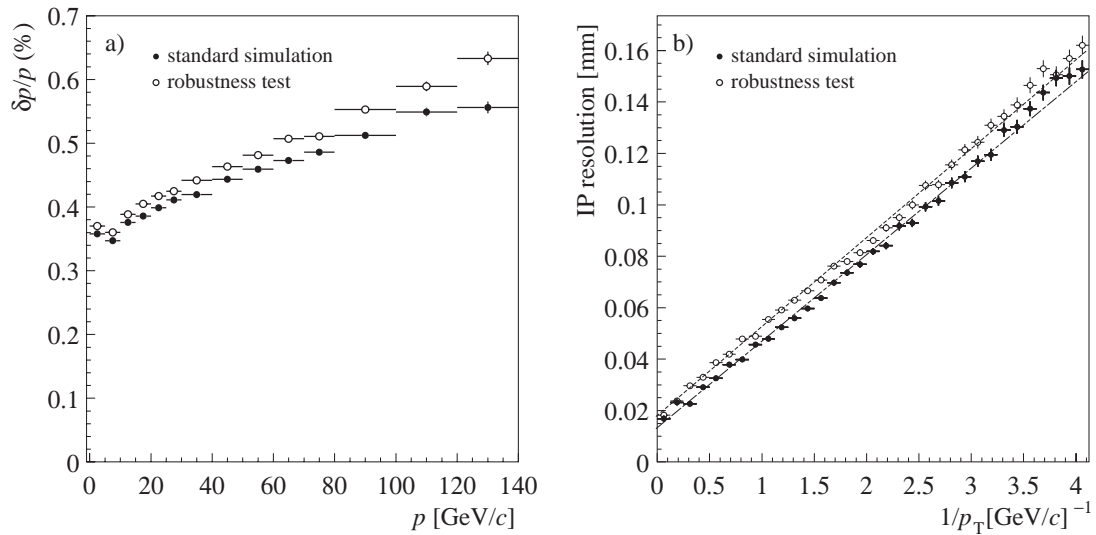 a)
standard simulation
robustness test
δp/p (%)
0.7
0.6
0.5
0.4
0.3
0.2
0.1
0
0 20 40 60 80 100 120 140
p [GeV/c]
b)
standard simulation
robustness test
IP resolution [mm]
0.16
0.14
0.12
0.1
0.08
0.06
0.04
0.02
0
0 0.5 1 1.5 2 2.5 3 3.5 4
1/pT[GeV/c] −1